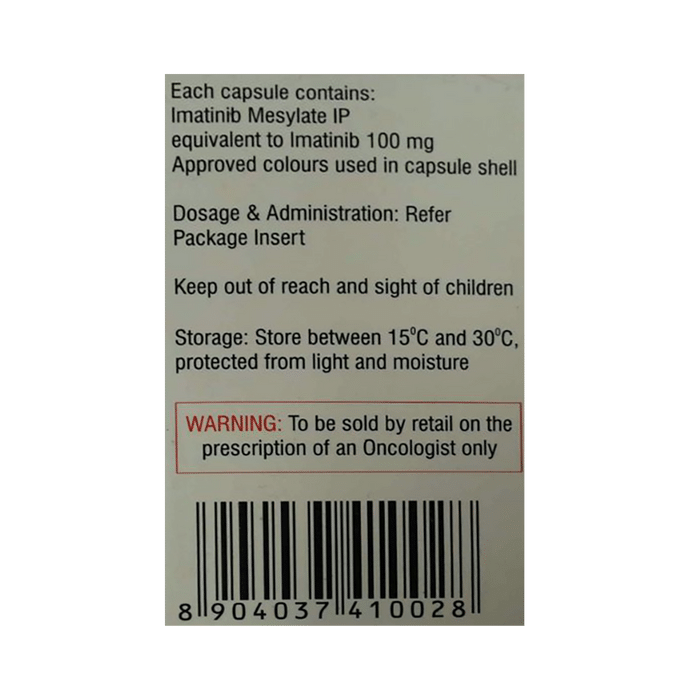 Each capsule contains:
Imatinib Mesylate IP
equivalent to Imatinib 100 mg
Approved colours used in capsule shell
Dosage & Administration: Refer
Package Insert
Keep out of reach and sight of children
Storage: Store between 15°C and 30°C,
protected from light and moisture
WARNING: To be sold by retail on the
prescription of an Oncologist only
8 904037 410028